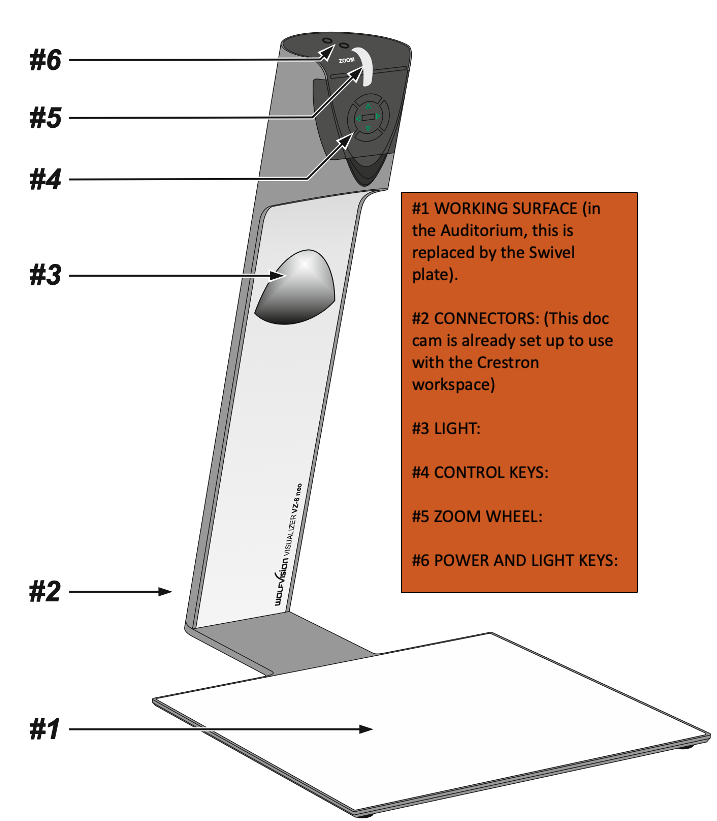 #6
ZOOM
#5
#4
#3
#2
#1
WOLFVISION VISUALIZER VZ-8 neo
#1 WORKING SURFACE (in
the Auditorium, this is
replaced by the Swivel
plate).
#2 CONNECTORS: (This doc
cam is already set up to use
with the Crestron
workspace)
#3 LIGHT:
#4 CONTROL KEYS:
#5 ZOOM WHEEL:
#6 POWER AND LIGHT KEYS: